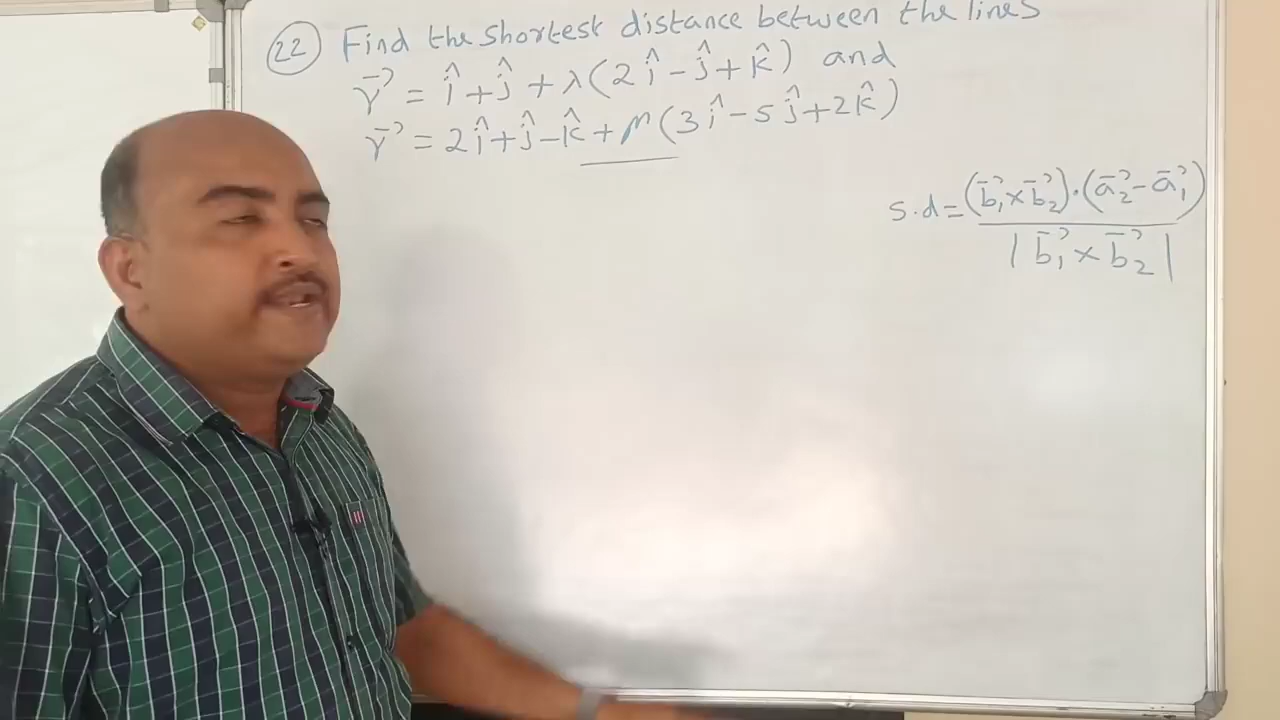 22 Find the shortest distance between the lines
r⃗ = î + ĵ + λ(2î − ĵ + k̂) and
r⃗ = 2î + ĵ − k̂ + μ(3î − 5ĵ + 2k̂)
s.d = (b⃗₁ × b⃗₂)·(a⃗₂ − a⃗₁)
| b⃗₁ × b⃗₂ |